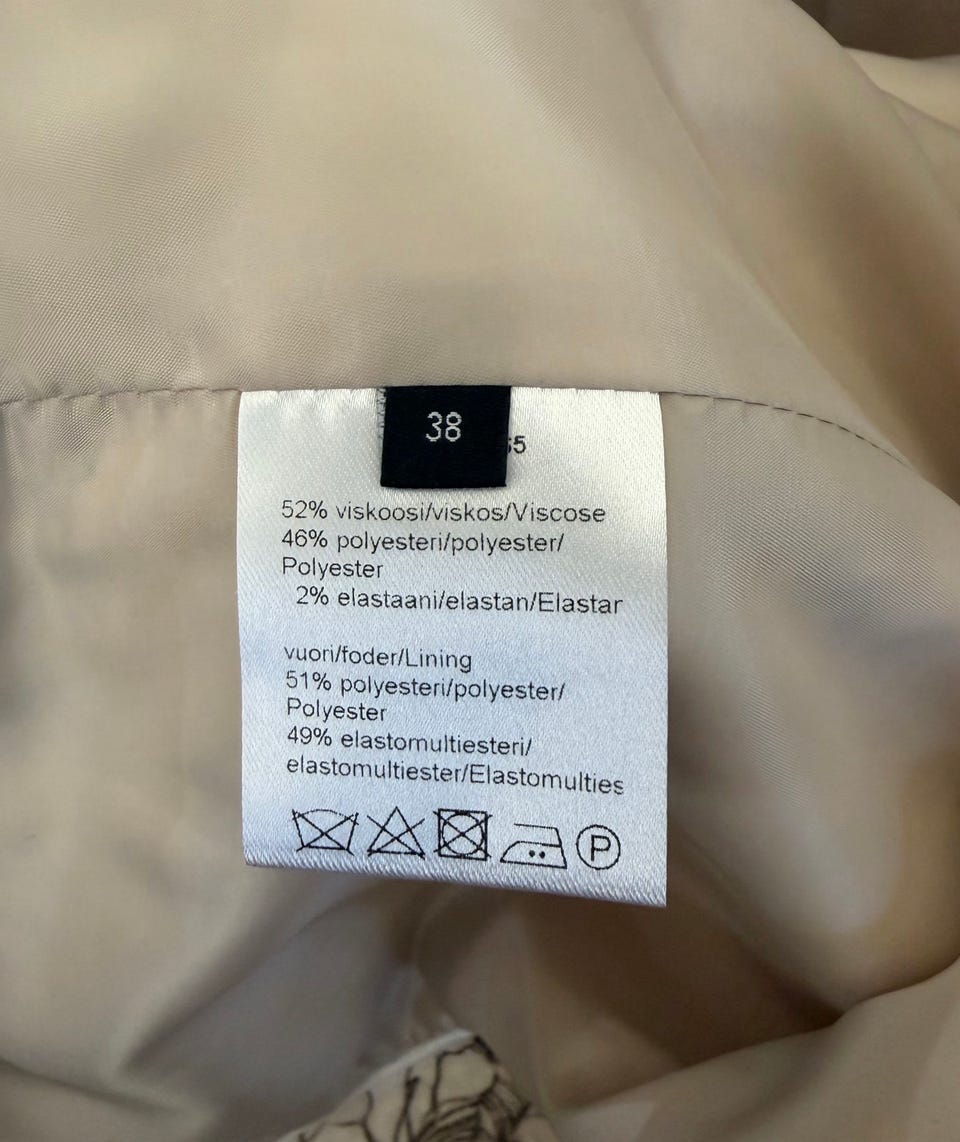 38
52% viskoosi/viskos/Viscose
46% polyesteri/polyester/
Polyester
2% elastaani/elastan/Elastan
vuori/foder/Lining
51% polyesteri/polyester/
Polyester
49% elastomultiesteri/
elastomultiester/Elastomulties
P